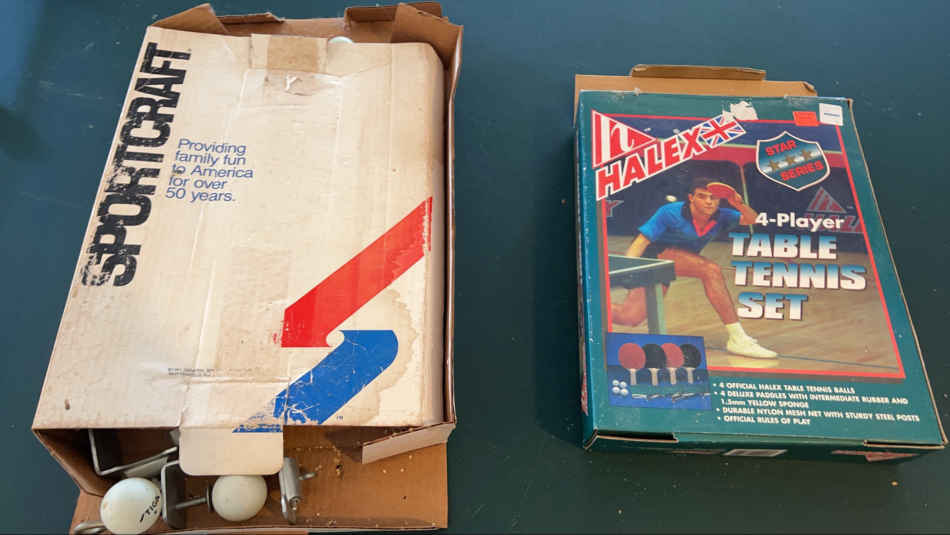 SPORTCRAFT
Providing
family fun
to America
for over
50 years.
TM
STIGA
HALEX
STAR
SERIES
4-Player
TABLE
TENNIS
SET
• 4 OFFICIAL HALEX TABLE TENNIS BALLS
• 4 DELUXE PADDLES WITH INTERMEDIATE RUBBER AND
1.5mm YELLOW SPONGE
• DURABLE NYLON MESH NET WITH STURDY STEEL POSTS
• OFFICIAL RULES OF PLAY